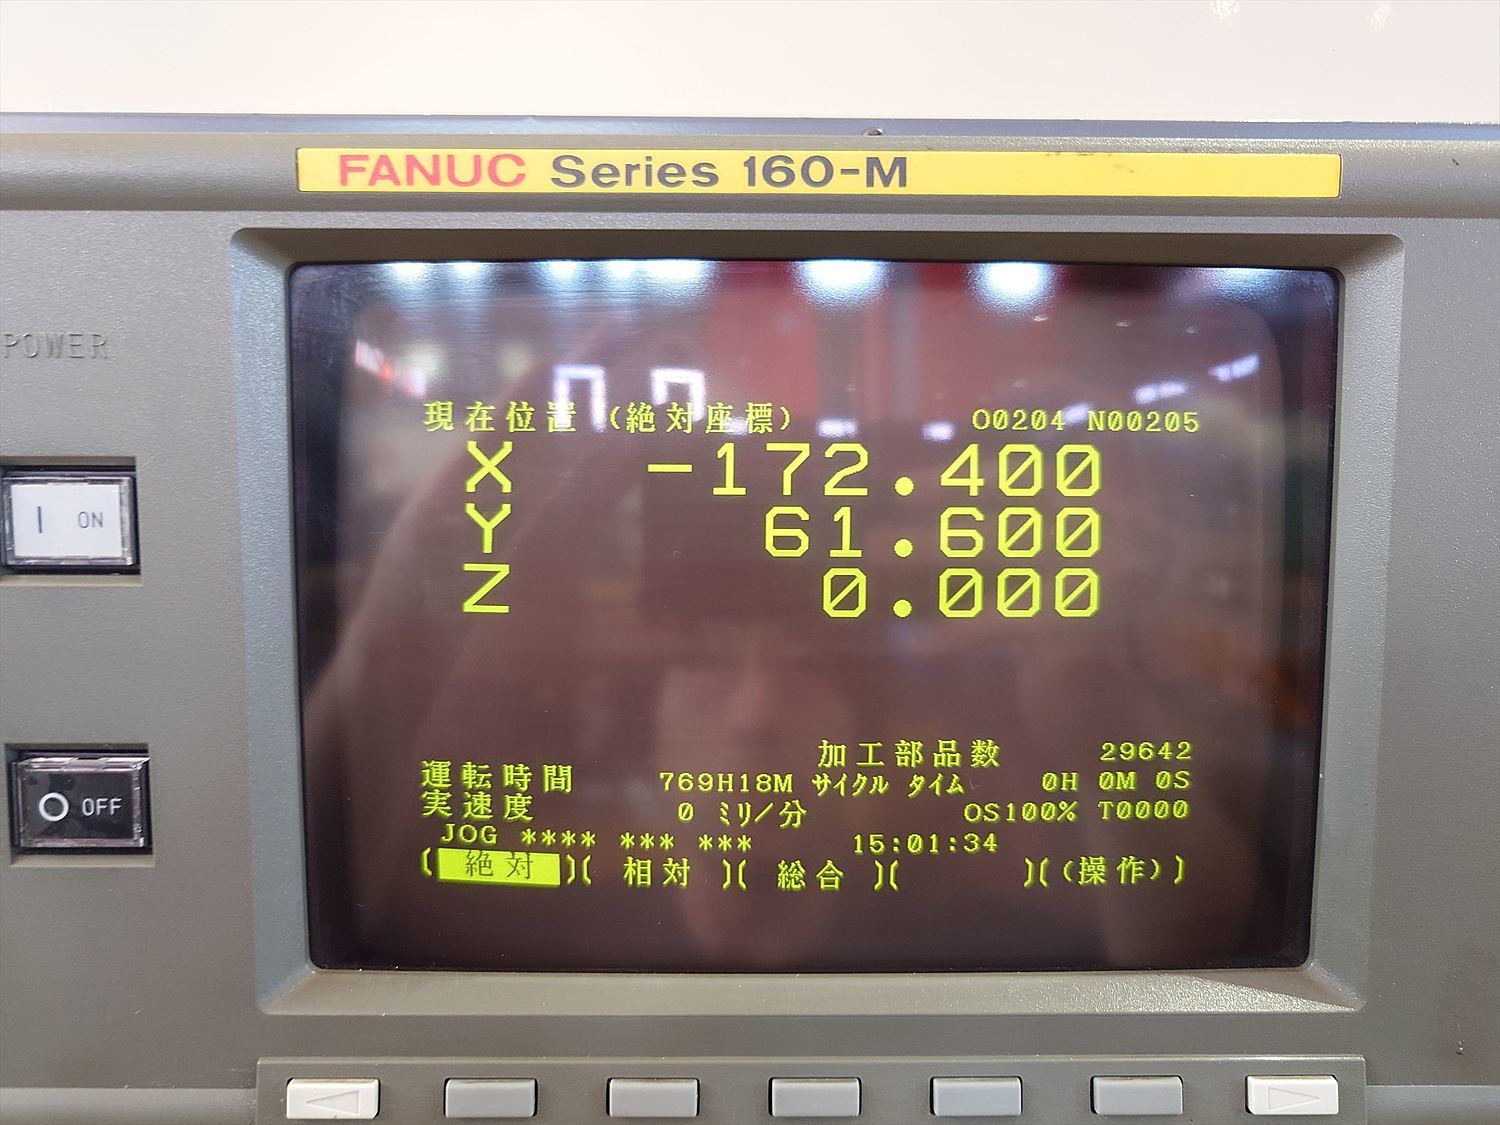 FANUC Series 160-M
POWER
現在位置 (絶対座標) O0204 N00205
X -172.400
Y 61.600
Z 0.000
加工部品数 29642
運転時間 769H18M サイクル タイム 0H 0M 0S
実速度 0 ミリ/分 OS100% T0000
JOG **** *** *** 15:01:34
[ 絶対 ][ 相対 ][ 総合 ][ ][ (操作) ]
| ON
O OFF